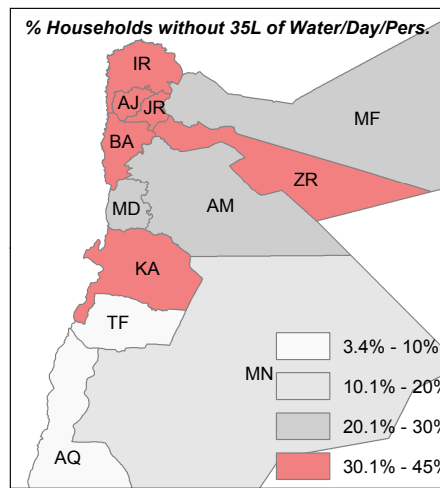 % Households without 35L of Water/Day/Pers.
IR
AJ
JR
MF
BA
ZR
MD
AM
KA
TF
3.4% - 10%
MN
10.1% - 20%
20.1% - 30%
AQ
30.1% - 45%